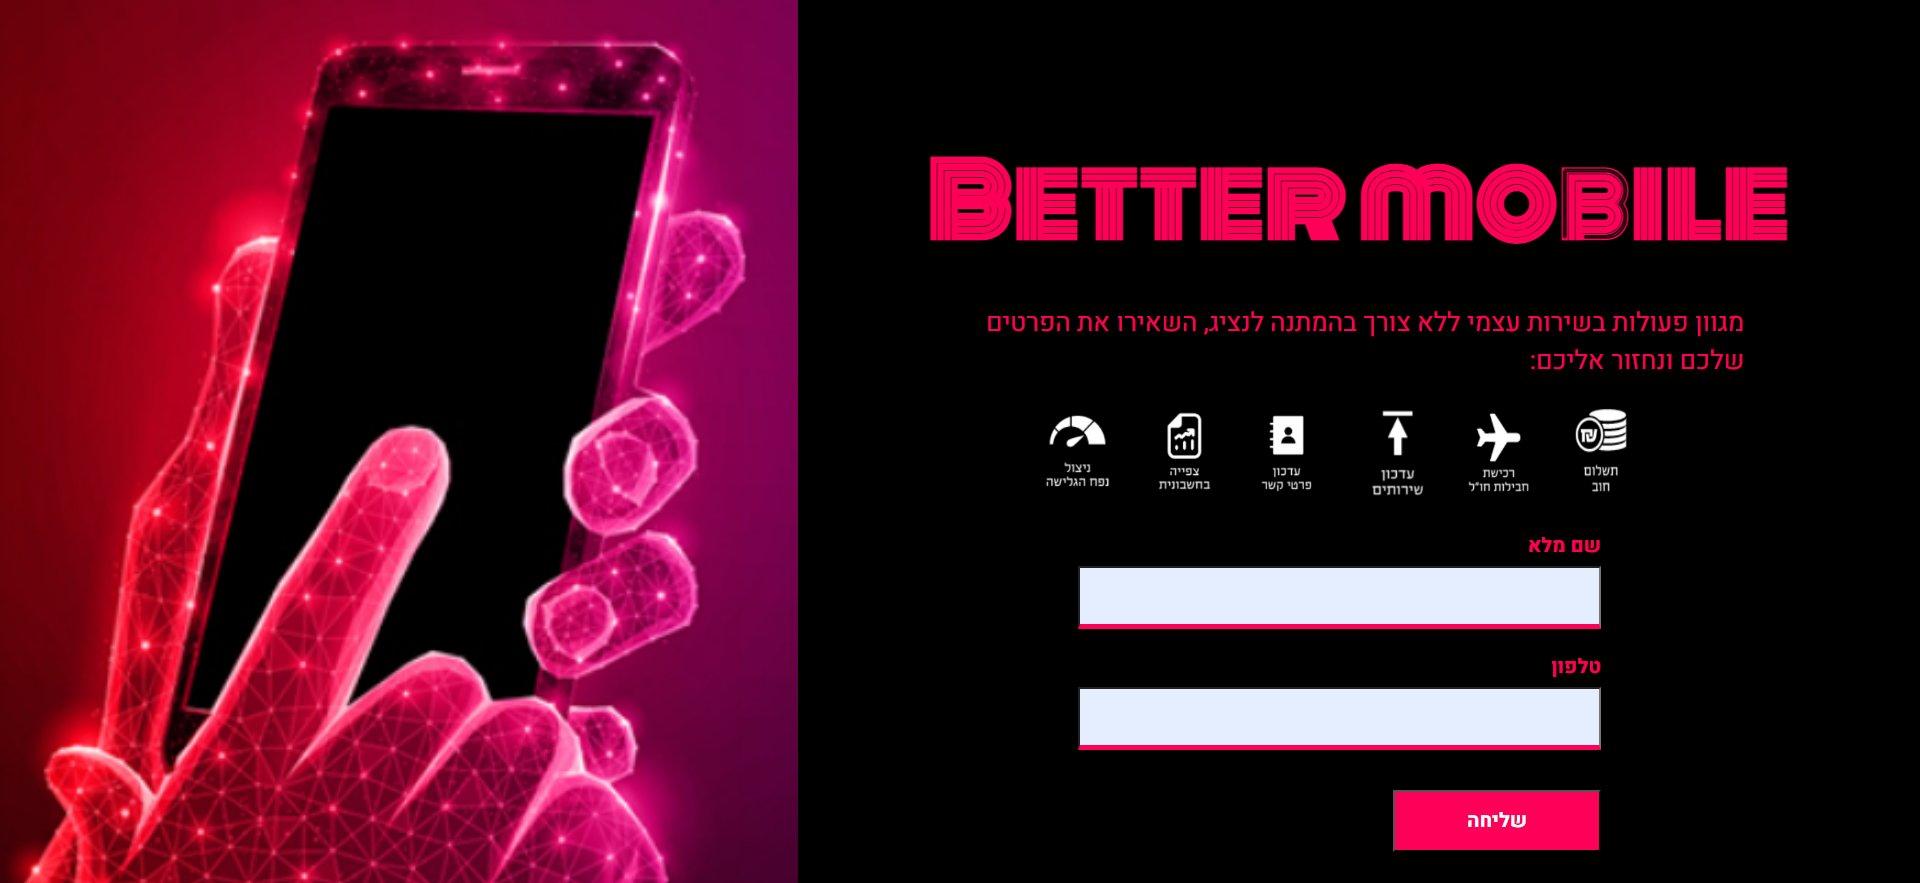 BETTER MOBILE
מגוון פעולות בשירות עצמי ללא צורך בהמתנה לנציג, השאירו את הפרטים
שלכם ונחזור אליכם:
תשלום
חוב
רכישת
חבילות חו"ל
עדכון
שירותים
עדכון
פרטי קשר
צפייה
בחשבונית
ניצול
נפח הגלישה
שם מלא
טלפון
שליחה